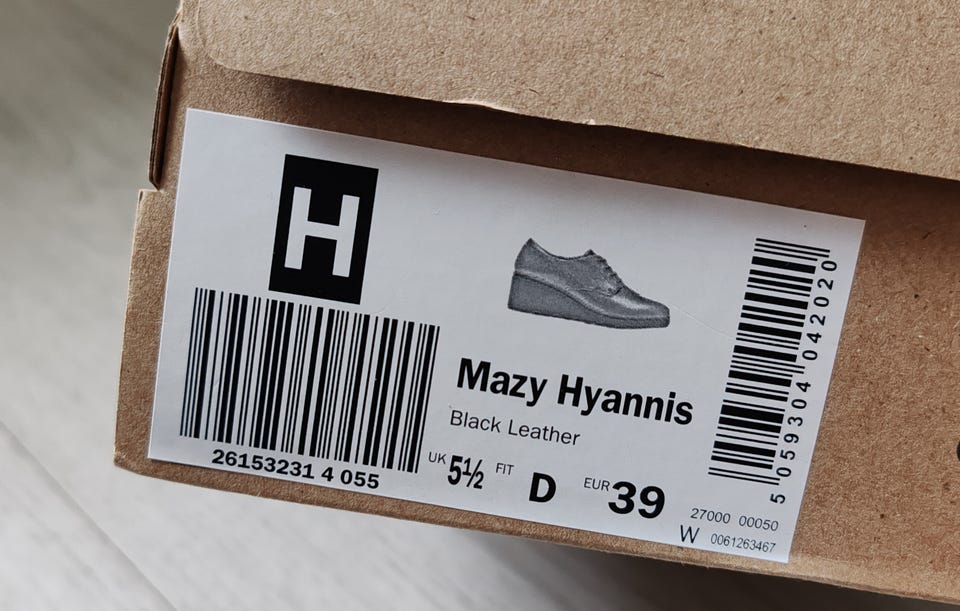 H
26153231 4 055
Mazy Hyannis
Black Leather
UK 5½ FIT D EUR 39
5 059304 042020
27000 00050
W 0061263467